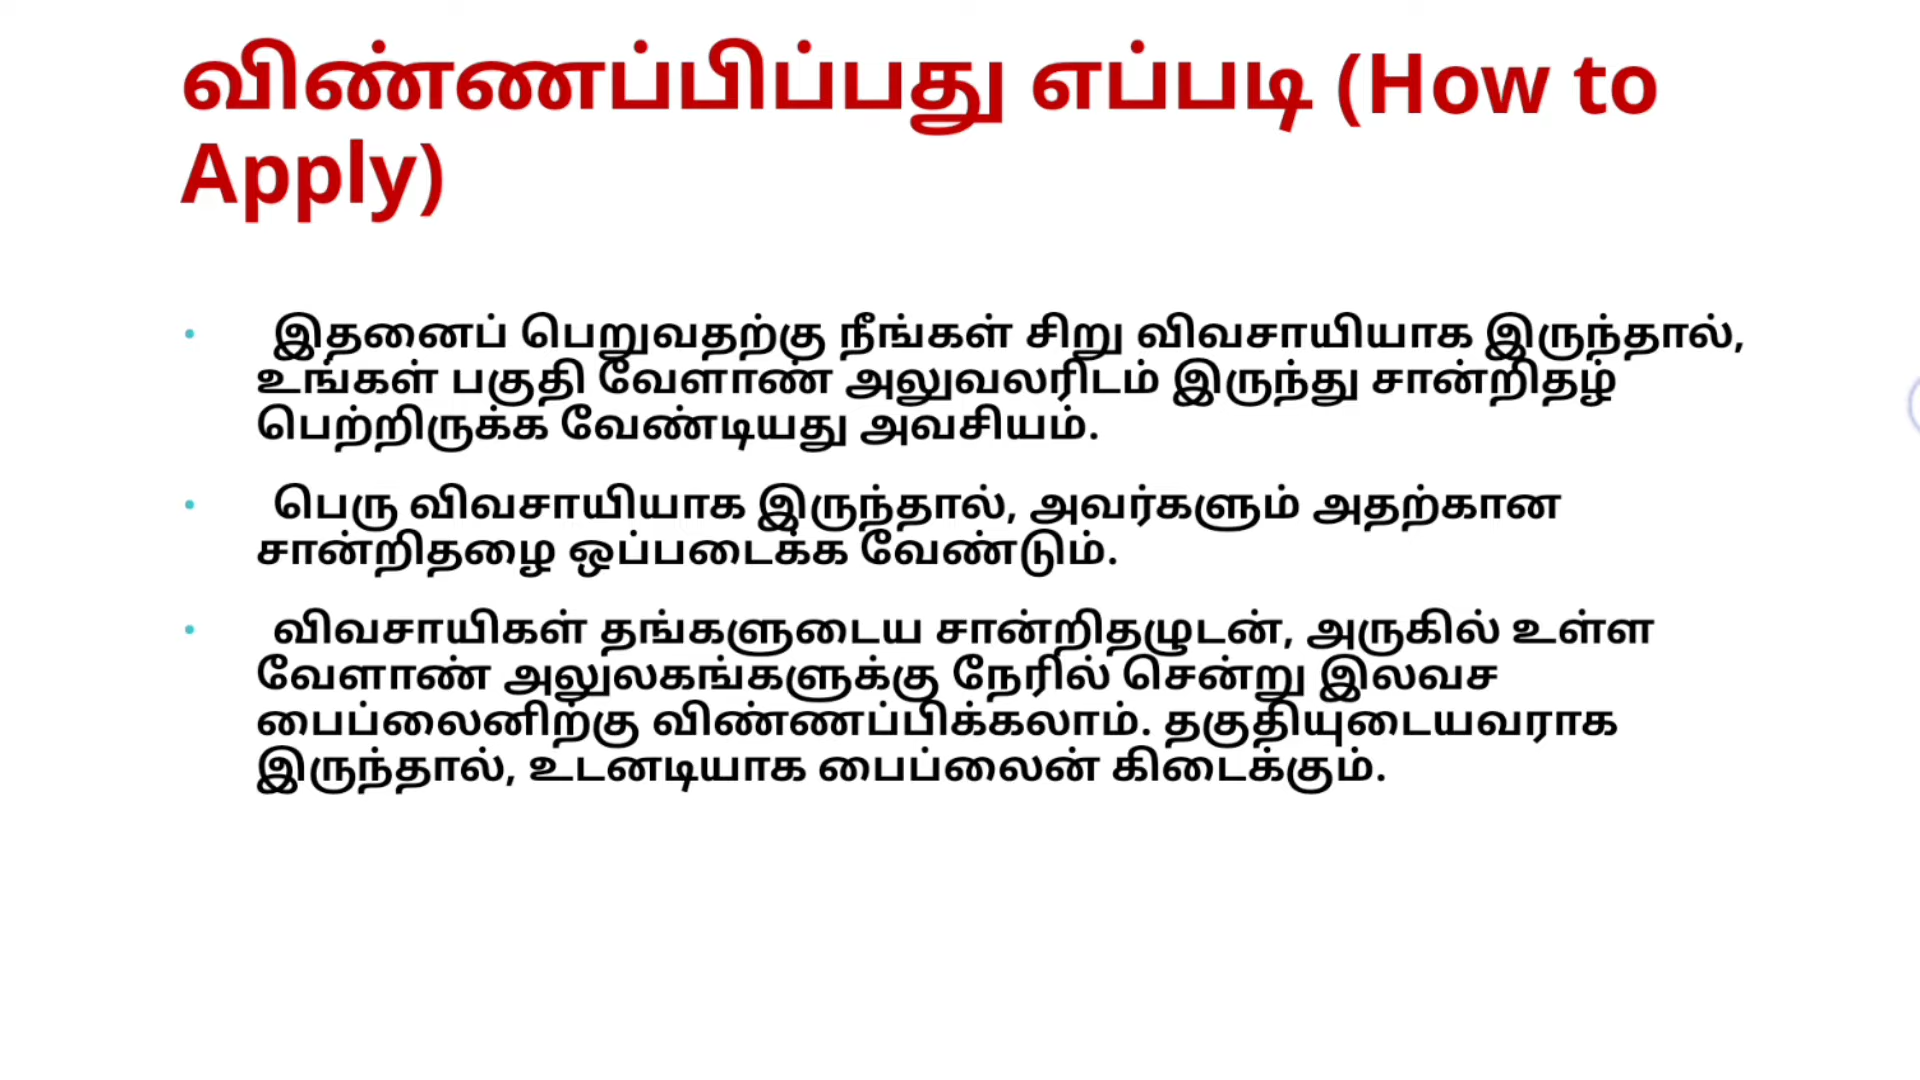 விண்ணப்பிப்பது எப்படி (How to
Apply)
• இதனைப் பெறுவதற்கு நீங்கள் சிறு விவசாயியாக இருந்தால்,
உங்கள் பகுதி வேளாண் அலுவலரிடம் இருந்து சான்றிதழ்
பெற்றிருக்க வேண்டியது அவசியம்.
• பெரு விவசாயியாக இருந்தால், அவர்களும் அதற்கான
சான்றிதழை ஒப்படைக்க வேண்டும்.
• விவசாயிகள் தங்களுடைய சான்றிதழுடன், அருகில் உள்ள
வேளாண் அலுலகங்களுக்கு நேரில் சென்று இலவச
பைப்லைனிற்கு விண்ணப்பிக்கலாம். தகுதியுடையவராக
இருந்தால், உடனடியாக பைப்லைன் கிடைக்கும்.